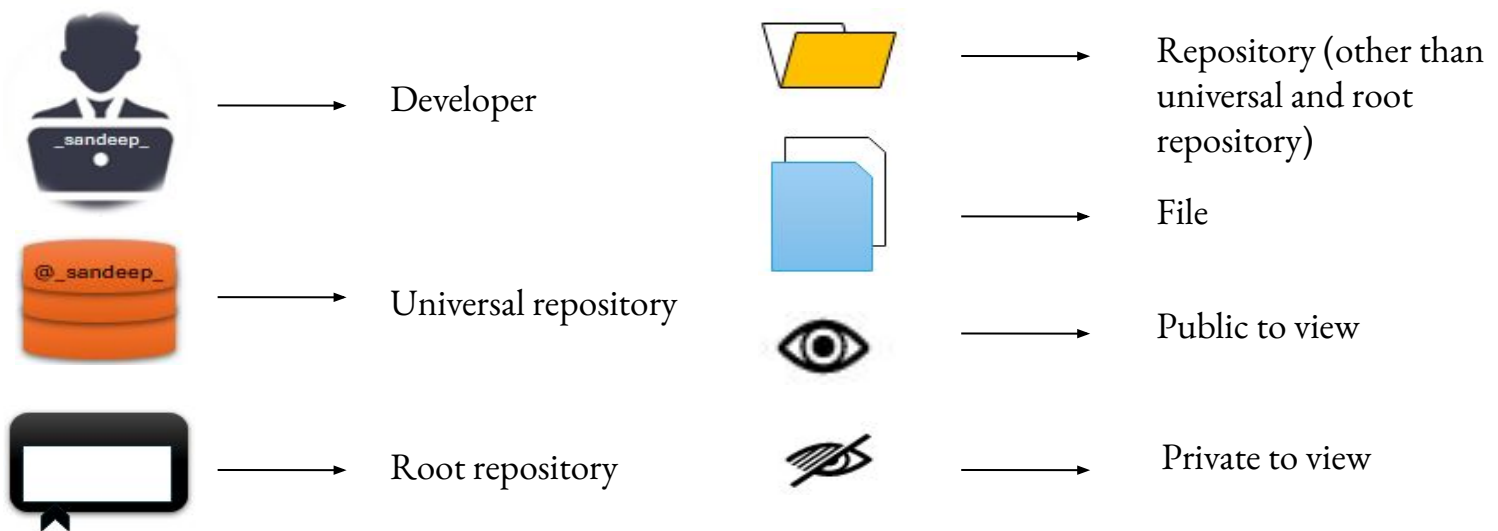 _sandeep_
Developer
@_sandeep_
Universal repository
Root repository
Repository (other than
universal and root
repository)
File
Public to view
Private to view